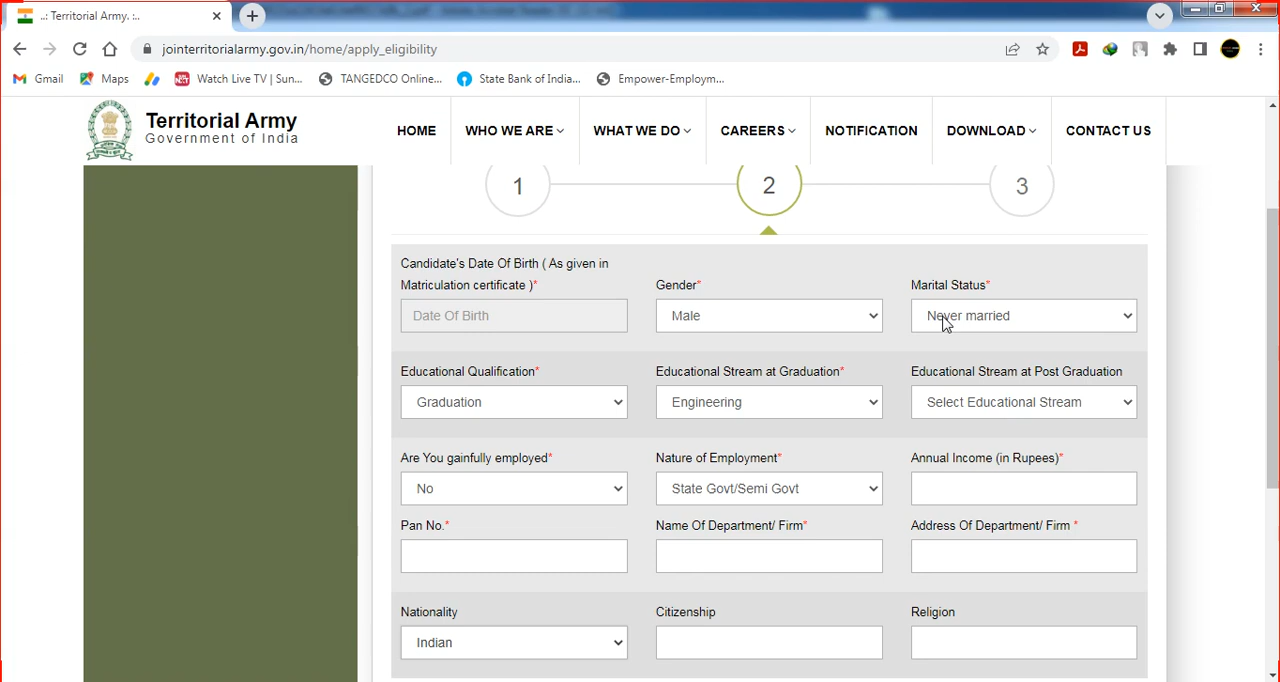 ..: Territorial Army. :..
jointerritorialarmy.gov.in/home/apply_eligibility
Gmail Maps Watch Live TV | Sun... TANGEDCO Online... State Bank of India... Empower-Employm...
Territorial Army
Government of India
HOME WHO WE ARE WHAT WE DO CAREERS NOTIFICATION DOWNLOAD CONTACT US
1 2 3
Candidate's Date Of Birth ( As given in
Matriculation certificate )* Gender* Marital Status*
Date Of Birth Male Never married
Educational Qualification* Educational Stream at Graduation* Educational Stream at Post Graduation
Graduation Engineering Select Educational Stream
Are You gainfully employed* Nature of Employment* Annual Income (in Rupees)*
No State Govt/Semi Govt
Pan No.* Name Of Department/ Firm* Address Of Department/ Firm *
Nationality Citizenship Religion
Indian